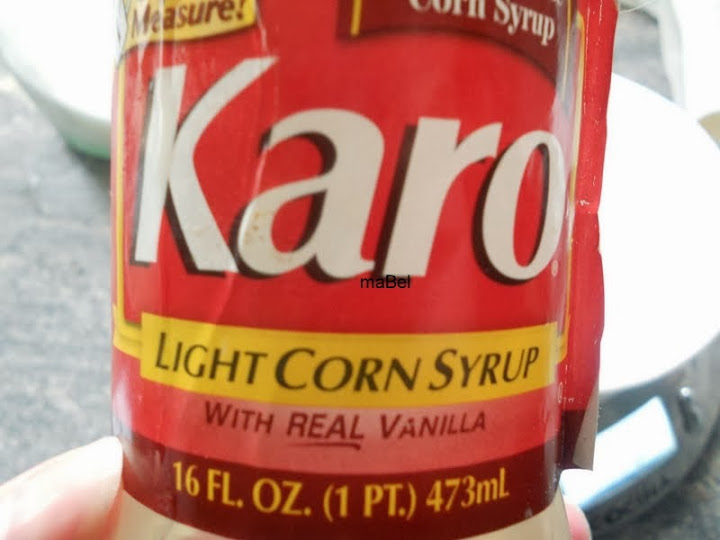 Measure!
Corn Syrup
Karo
maBel
LIGHT CORN SYRUP
WITH REAL VANILLA
16 FL. OZ. (1 PT.) 473mL